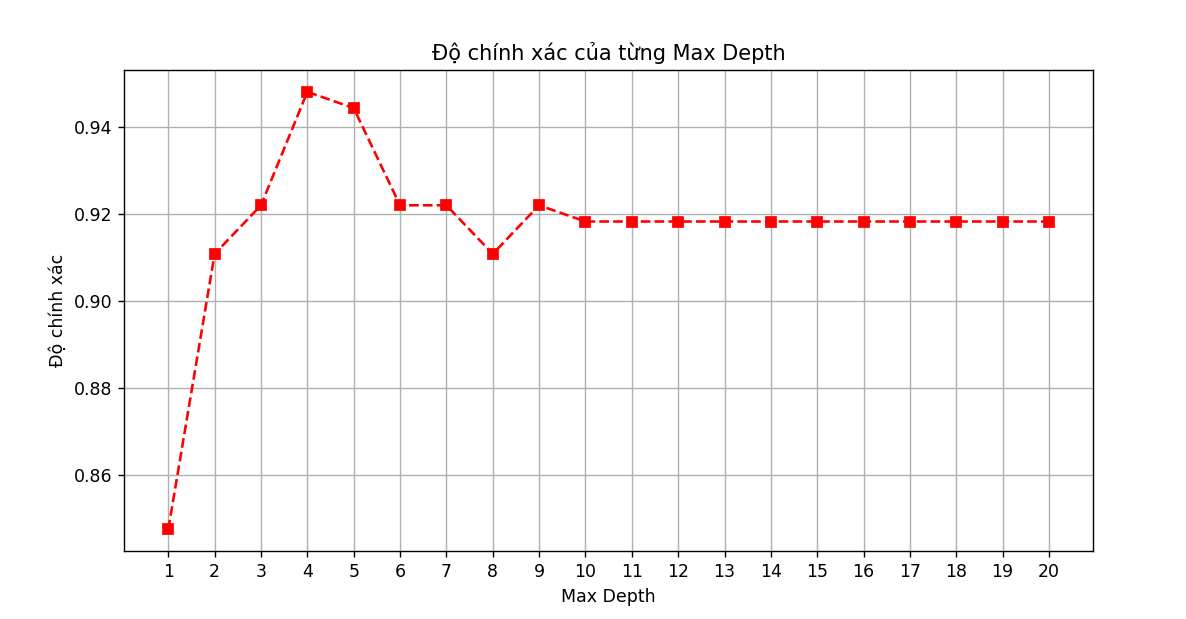 Độ chính xác của từng Max Depth
Độ chính xác
0.94
0.92
0.90
0.88
0.86
1 2 3 4 5 6 7 8 9 10 11 12 13 14 15 16 17 18 19 20
Max Depth